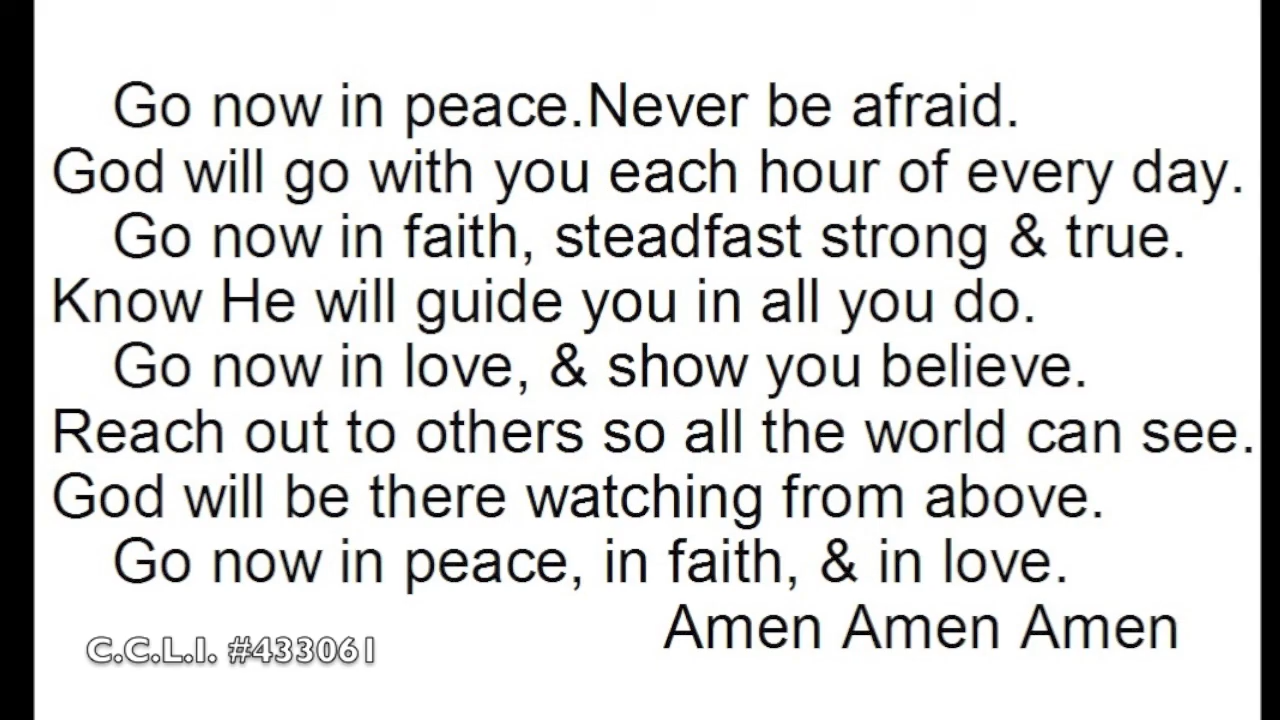 Go now in peace.Never be afraid.
God will go with you each hour of every day.
Go now in faith, steadfast strong & true.
Know He will guide you in all you do.
Go now in love, & show you believe.
Reach out to others so all the world can see.
God will be there watching from above.
Go now in peace, in faith, & in love.
Amen Amen Amen
C.C.L.I. #433061